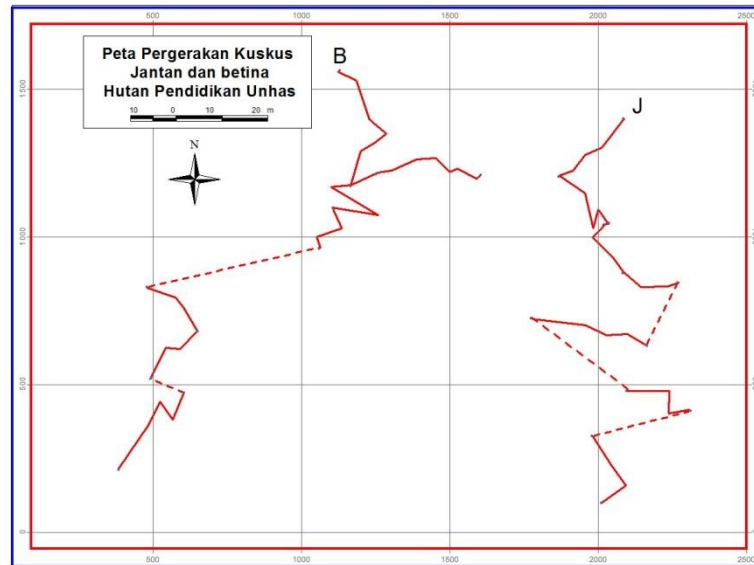 500 1000 1500 2000 2500
Peta Pergerakan Kuskus
Jantan dan betina
Hutan Pendidikan Unhas
10 0 10 20 m
N
B
J
1500
1000
500
0
500 1000 1500 2000 2500